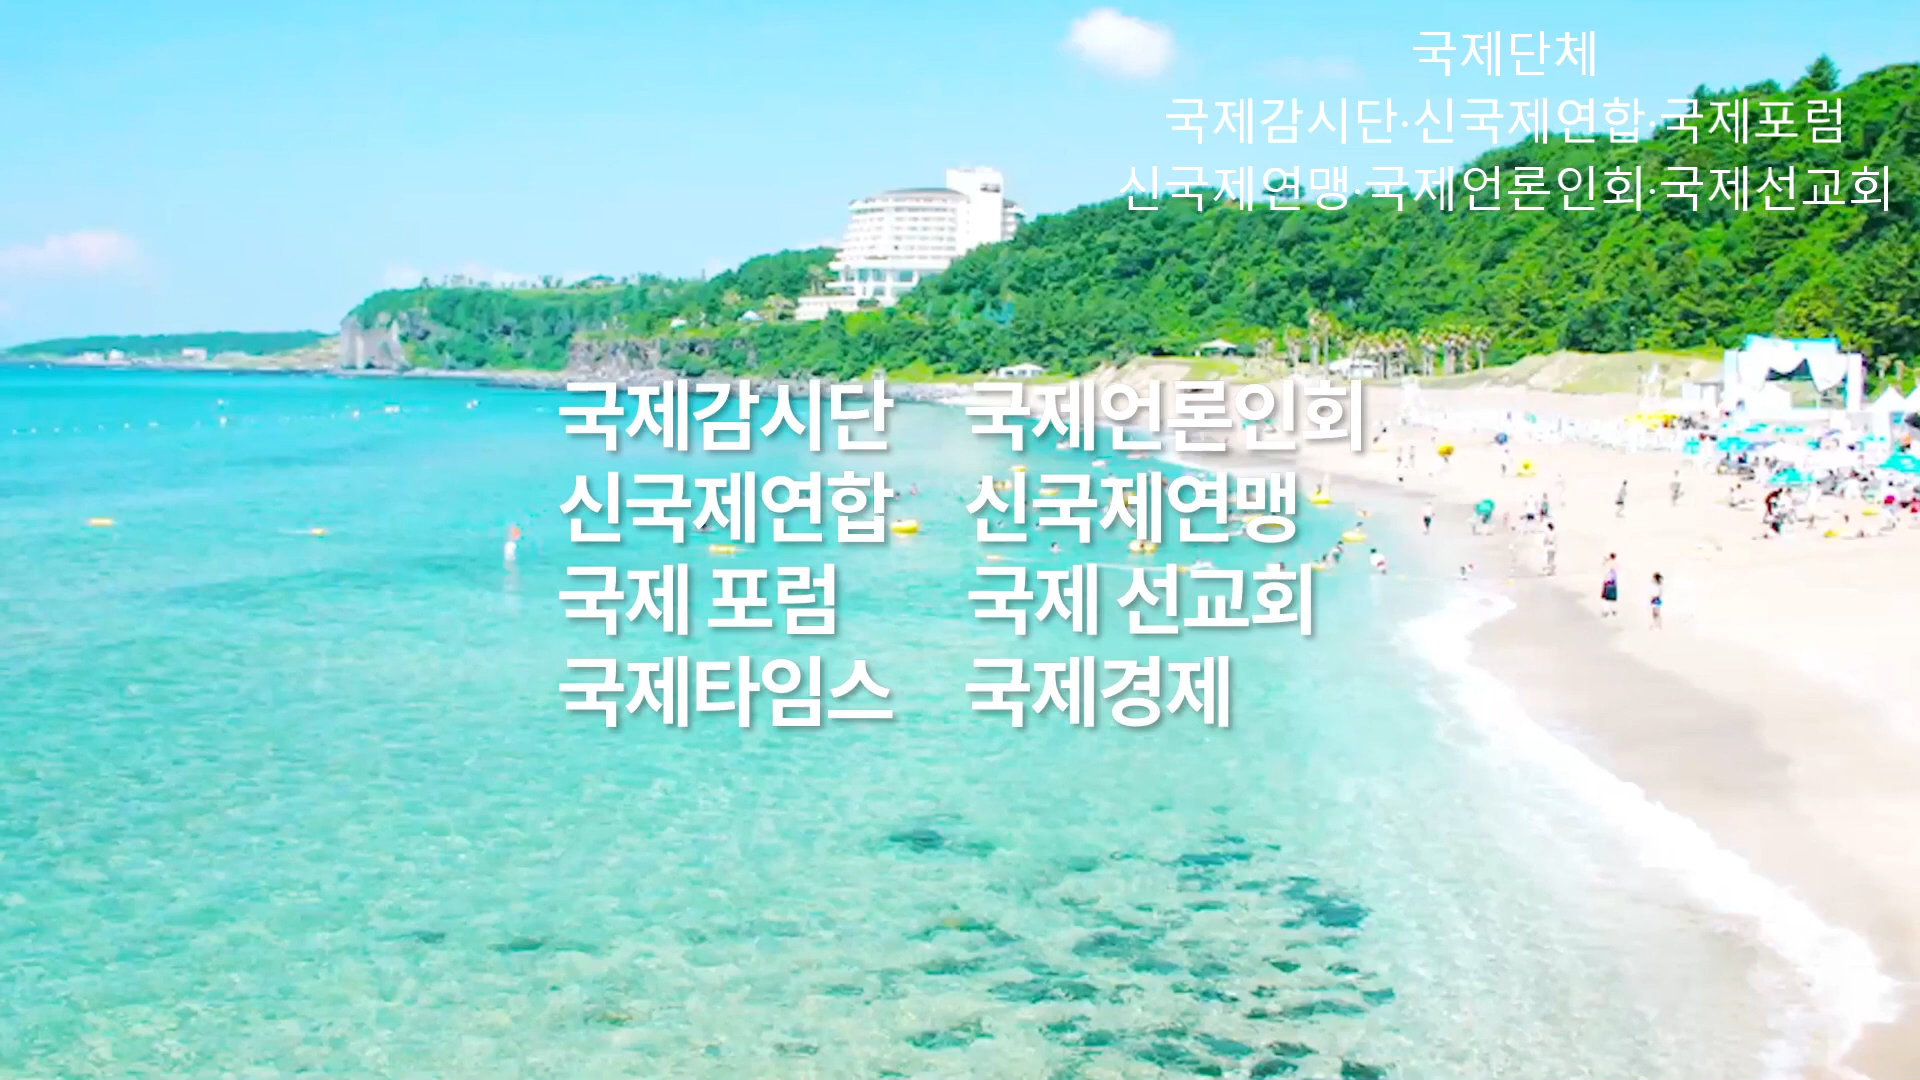 국제단체
국제감시단·신국제연합·국제포럼
신국제연맹·국제언론인회·국제선교회
국제감시단 국제언론인회
신국제연합 신국제연맹
국제 포럼 국제 선교회
국제타임스 국제경제